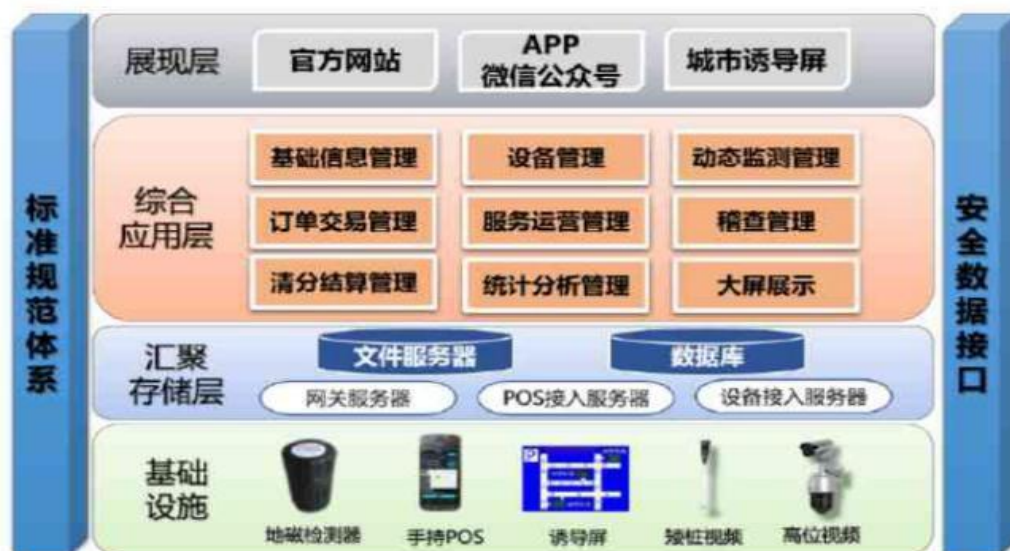 标准规范体系
展现层
官方网站
APP
微信公众号
城市诱导屏
综合
应用层
基础信息管理
设备管理
动态监测管理
订单交易管理
服务运营管理
稽查管理
清分结算管理
统计分析管理
大屏展示
汇聚
存储层
文件服务器
数据库
网关服务器
POS接入服务器
设备接入服务器
基础
设施
P
地磁检测器
手持POS
诱导屏
矮桩视频
高位视频
安全数据接口